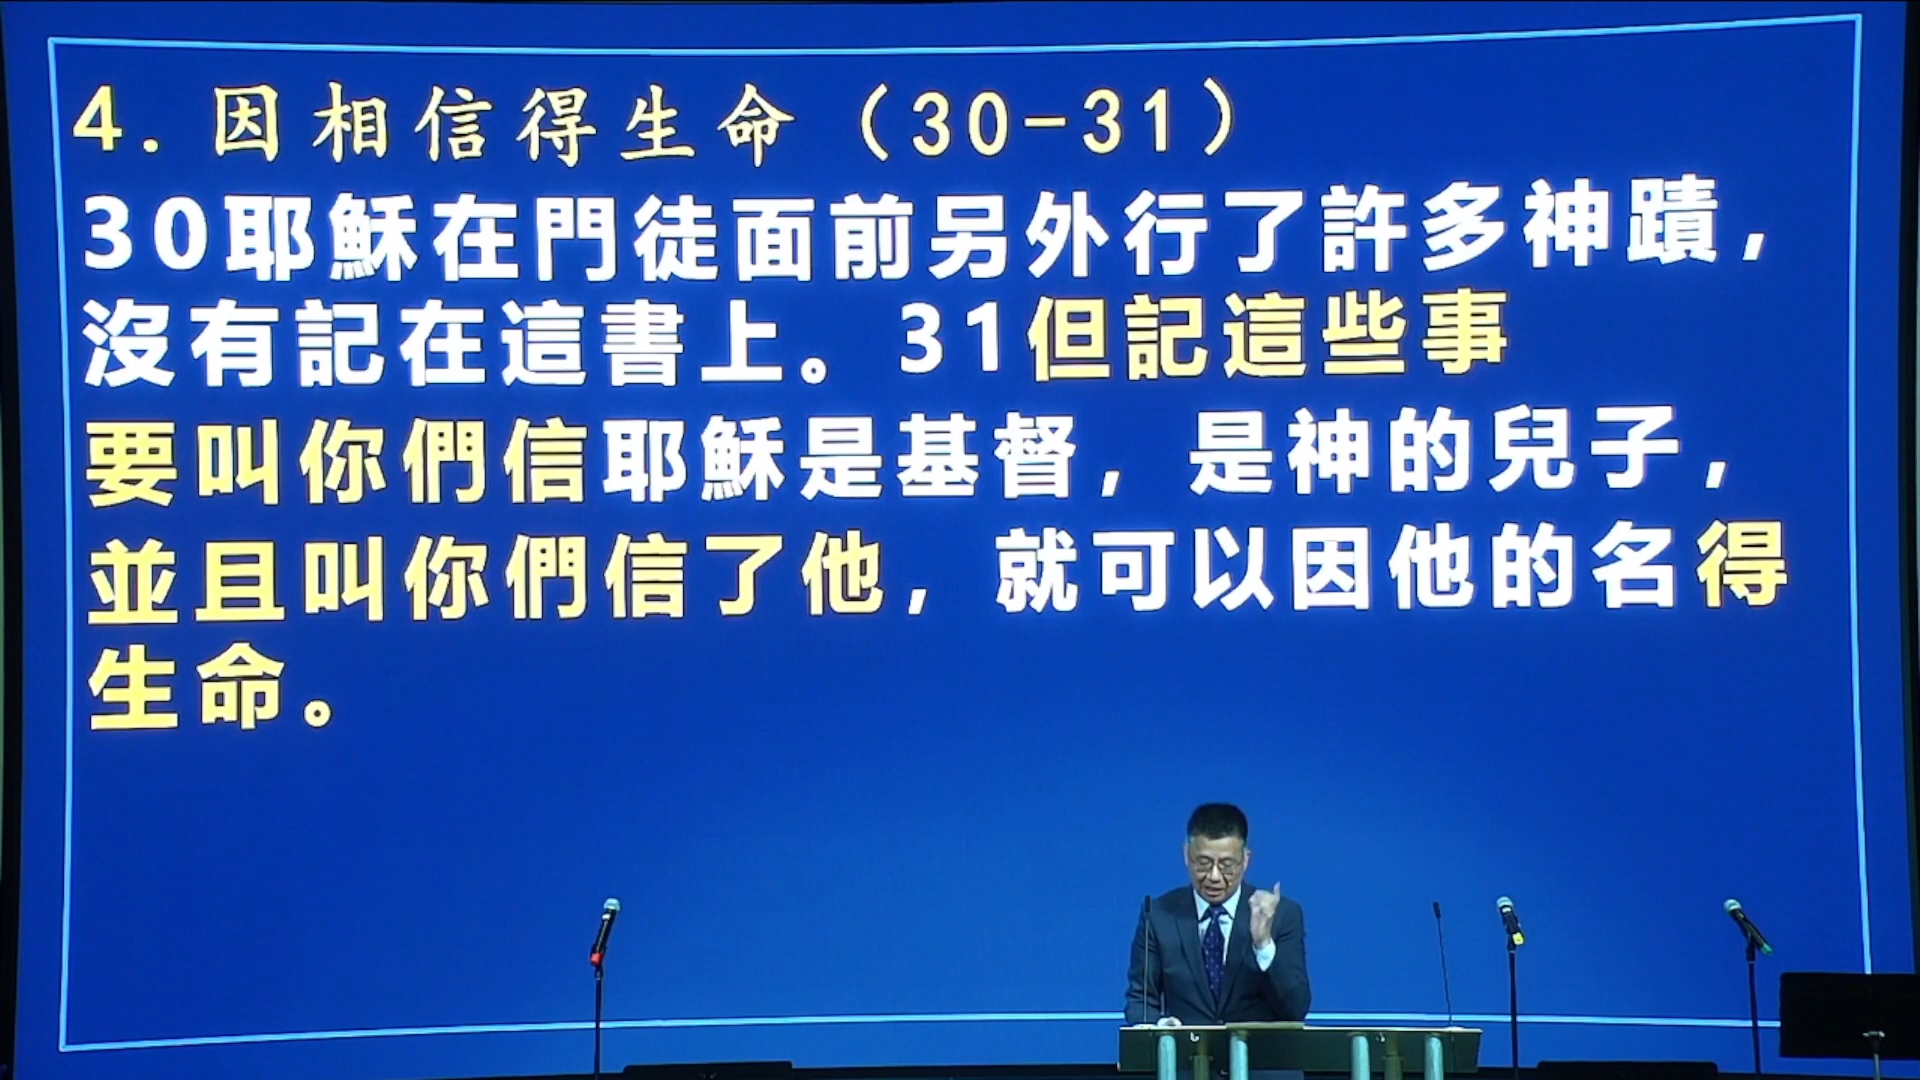 4. 因相信得生命（30-31）
30耶穌在門徒面前另外行了許多神蹟，
沒有記在這書上。31但記這些事
要叫你們信耶穌是基督，是神的兒子，
並且叫你們信了他，就可以因他的名得
生命。